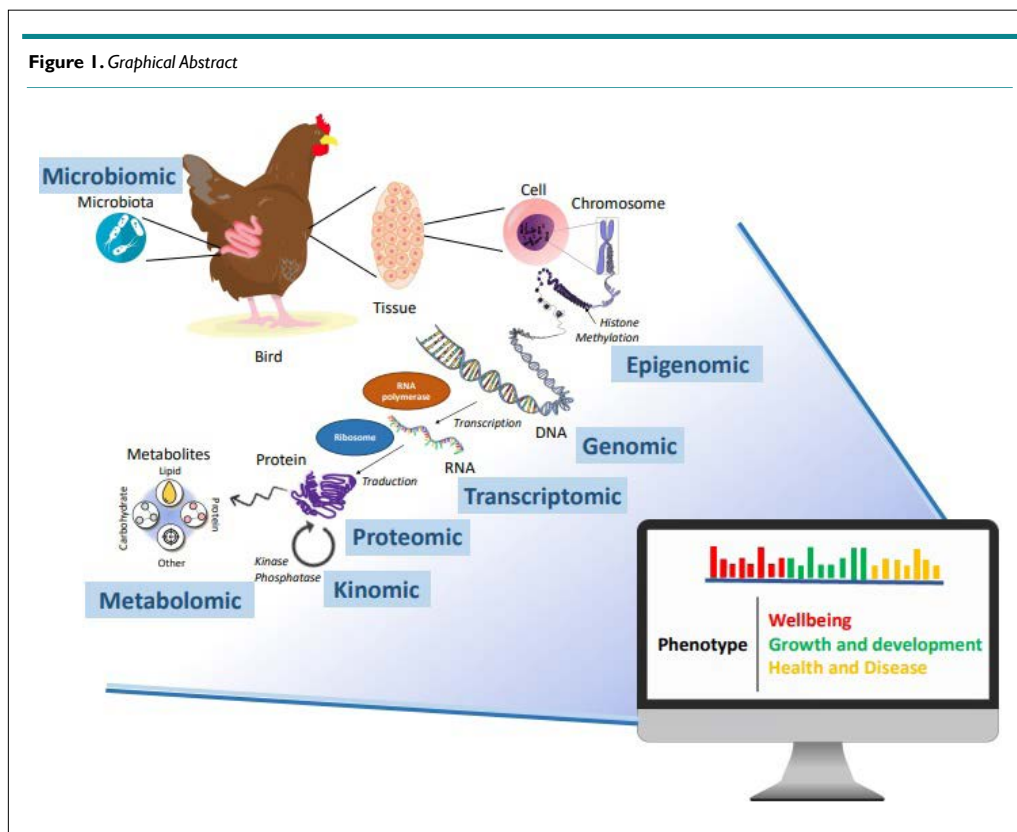 Figure 1. Graphical Abstract
Microbiomic
Microbiota
Cell
Chromosome
Tissue
Histone
Methylation
Bird
Epigenomic
RNA
polymerase
Transcription
DNA
Ribosome
Genomic
Metabolites
Lipid
Protein
RNA
Traduction
Transcriptomic
Carbohydrate
Protein
Other
Proteomic
Kinase
Phosphatase
Kinomic
Metabolomic
Phenotype
Wellbeing
Growth and development
Health and Disease